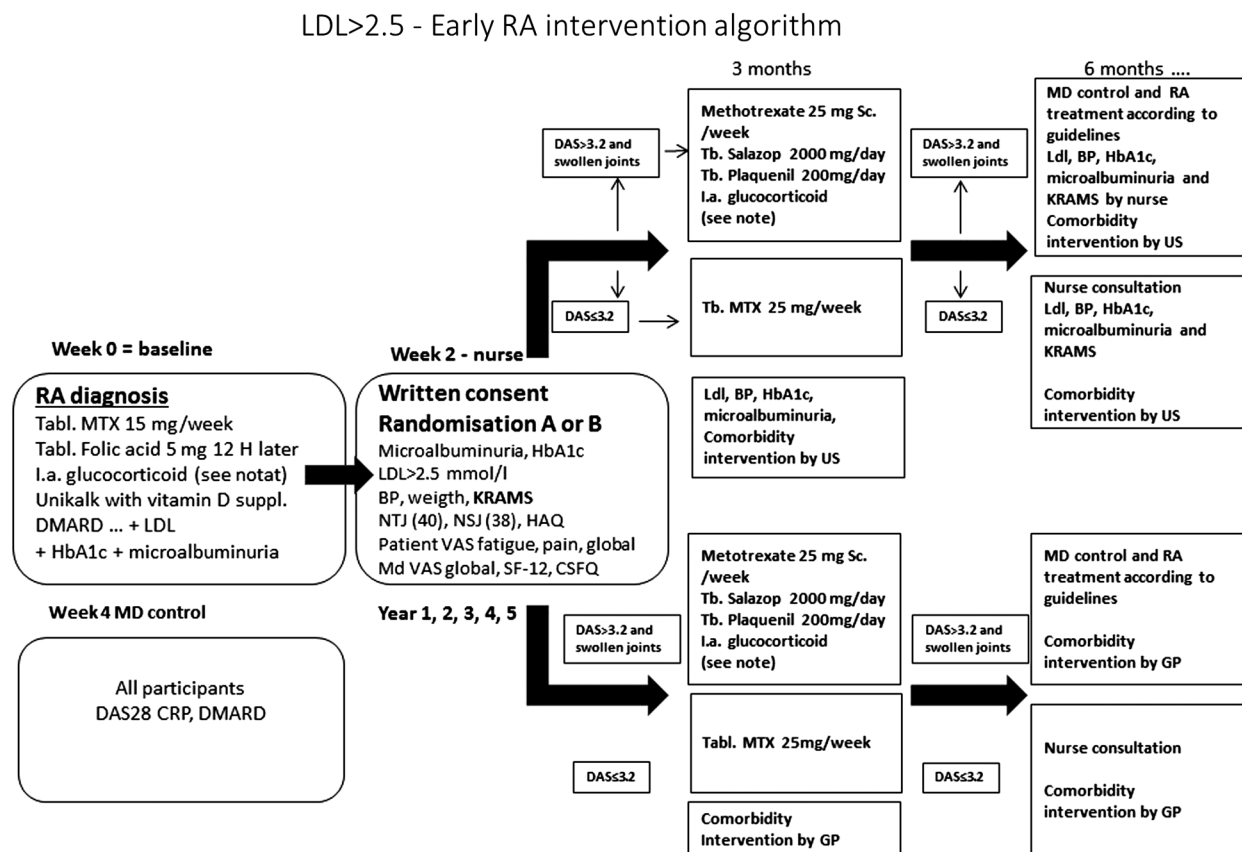 LDL>2.5 - Early RA intervention algorithm
3 months
6 months ....
Week 0 = baseline
RA diagnosis
Tabl. MTX 15 mg/week
Tabl. Folic acid 5 mg 12 H later
I.a. glucocorticoid (see notat)
Unikalk with vitamin D suppl.
DMARD ... + LDL
+ HbA1c + microalbuminuria
Week 4 MD control
All participants
DAS28 CRP, DMARD
Week 2 - nurse
Written consent
Randomisation A or B
Microalbuminuria, HbA1c
LDL>2.5 mmol/l
BP, weigth, KRAMS
NTJ (40), NSJ (38), HAQ
Patient VAS fatigue, pain, global
Md VAS global, SF-12, CSFQ
Year 1, 2, 3, 4, 5
DAS>3.2 and
swollen joints
DAS≤3.2
Methotrexate 25 mg Sc.
/week
Tb. Salazop 2000 mg/day
Tb. Plaquenil 200mg/day
I.a. glucocorticoid
(see note)
Tb. MTX 25 mg/week
Ldl, BP, HbA1c,
microalbuminuria,
Comorbidity
intervention by US
DAS>3.2 and
swollen joints
DAS≤3.2
MD control and RA
treatment according to
guidelines
Ldl, BP, HbA1c,
microalbuminuria and
KRAMS by nurse
Comorbidity
intervention by US
Nurse consultation
Ldl, BP, HbA1c,
microalbuminuria and
KRAMS
Comorbidity
intervention by US
DAS>3.2 and
swollen joints
DAS≤3.2
Metotrexate 25 mg Sc.
/week
Tb. Salazop 2000 mg/day
Tb. Plaquenil 200mg/day
I.a. glucocorticoid
(see note)
Tabl. MTX 25mg/week
Comorbidity
Intervention by GP
DAS>3.2 and
swollen joints
DAS≤3.2
MD control and RA
treatment according to
guidelines
Comorbidity
intervention by GP
Nurse consultation
Comorbidity
intervention by GP